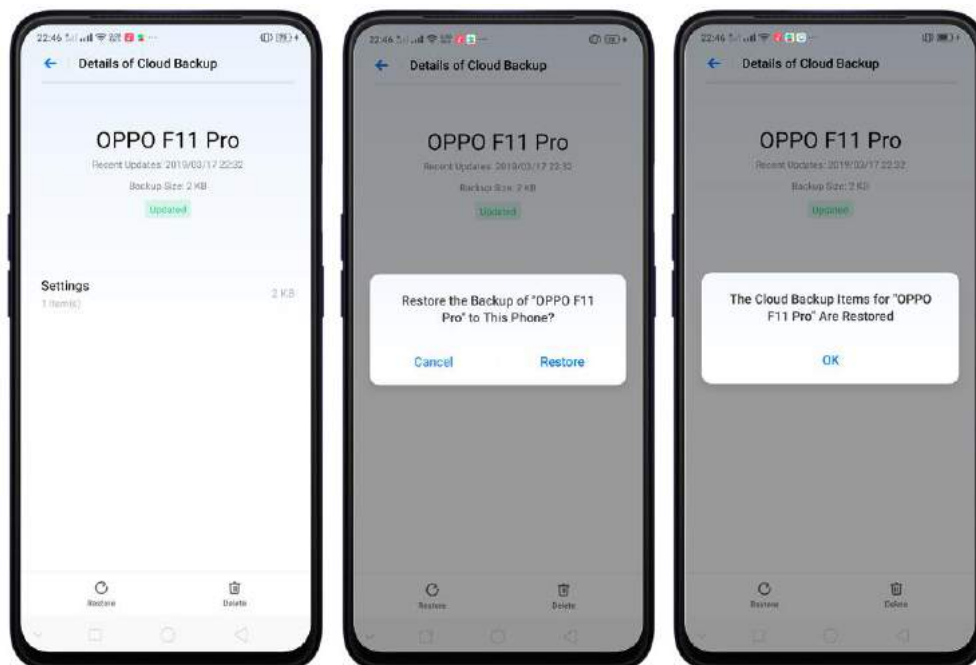 22:46
Details of Cloud Backup
OPPO F11 Pro
Recent Updates: 2019/03/17 22:32
Backup Size: 2 KB
Updated
Settings
1 Item(s)
2 KB
Restore
Delete
22:46
Details of Cloud Backup
OPPO F11 Pro
Recent Updates: 2019/03/17 22:32
Backup Size: 2 KB
Updated
Restore the Backup of "OPPO F11
Pro" to This Phone?
Cancel
Restore
Restore
Delete
22:46
Details of Cloud Backup
OPPO F11 Pro
Recent Updates: 2019/03/17 22:32
Backup Size: 2 KB
Updated
The Cloud Backup Items for "OPPO
F11 Pro" Are Restored
OK
Restore
Delete